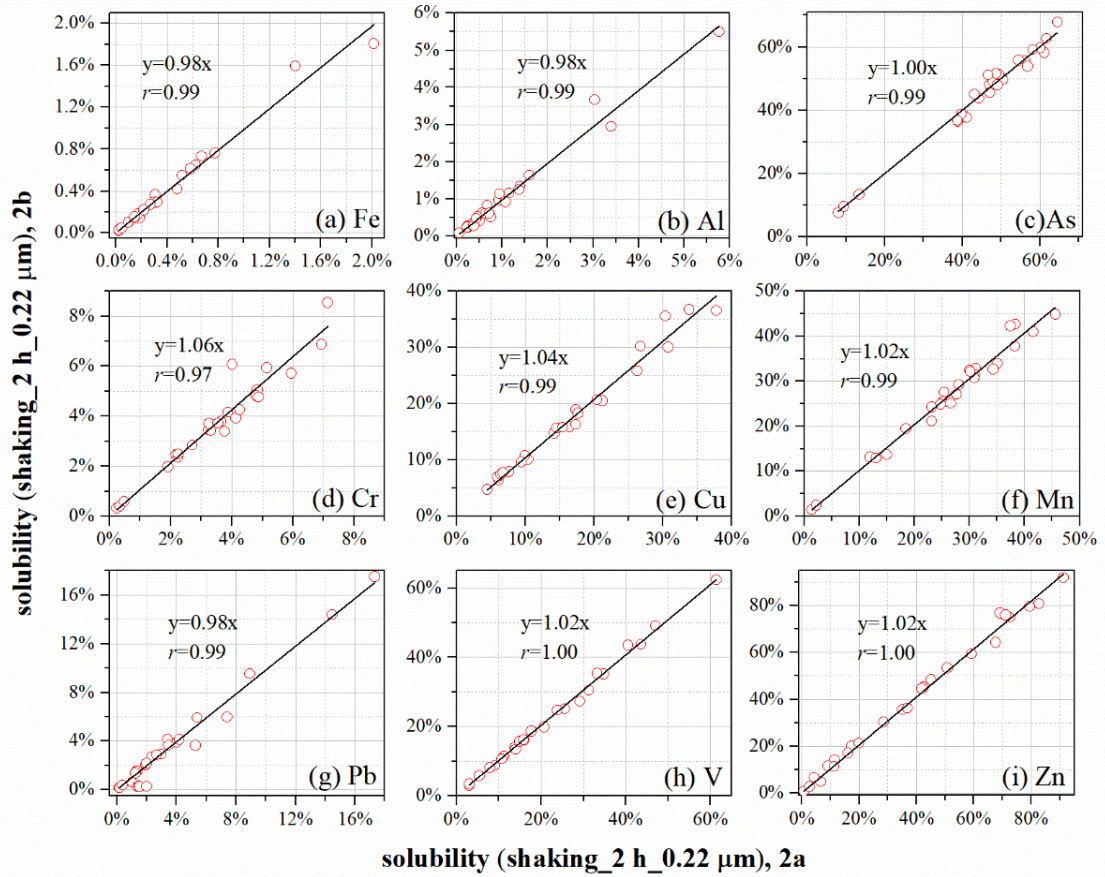 solubility (shaking_2 h_0.22 μm), 2b
2.0%
1.6%
1.2%
0.8%
0.4%
0.0%
y=0.98x
r=0.99
(a) Fe
0.0% 0.4% 0.8% 1.2% 1.6% 2.0%
6%
5%
4%
3%
2%
1%
0%
y=0.98x
r=0.99
(b) Al
0% 1% 2% 3% 4% 5% 6%
60%
40%
20%
0%
y=1.00x
r=0.99
(c)As
0% 20% 40% 60%
8%
6%
4%
2%
0%
y=1.06x
r=0.97
(d) Cr
0% 2% 4% 6% 8%
40%
30%
20%
10%
0%
y=1.04x
r=0.99
(e) Cu
0% 10% 20% 30% 40%
50%
40%
30%
20%
10%
0%
y=1.02x
r=0.99
(f) Mn
0% 10% 20% 30% 40% 50%
16%
12%
8%
4%
0%
y=0.98x
r=0.99
(g) Pb
0% 4% 8% 12% 16%
60%
40%
20%
0%
y=1.02x
r=1.00
(h) V
0% 20% 40% 60%
80%
60%
40%
20%
0%
y=1.02x
r=1.00
(i) Zn
0% 20% 40% 60% 80%
solubility (shaking_2 h_0.22 μm), 2a